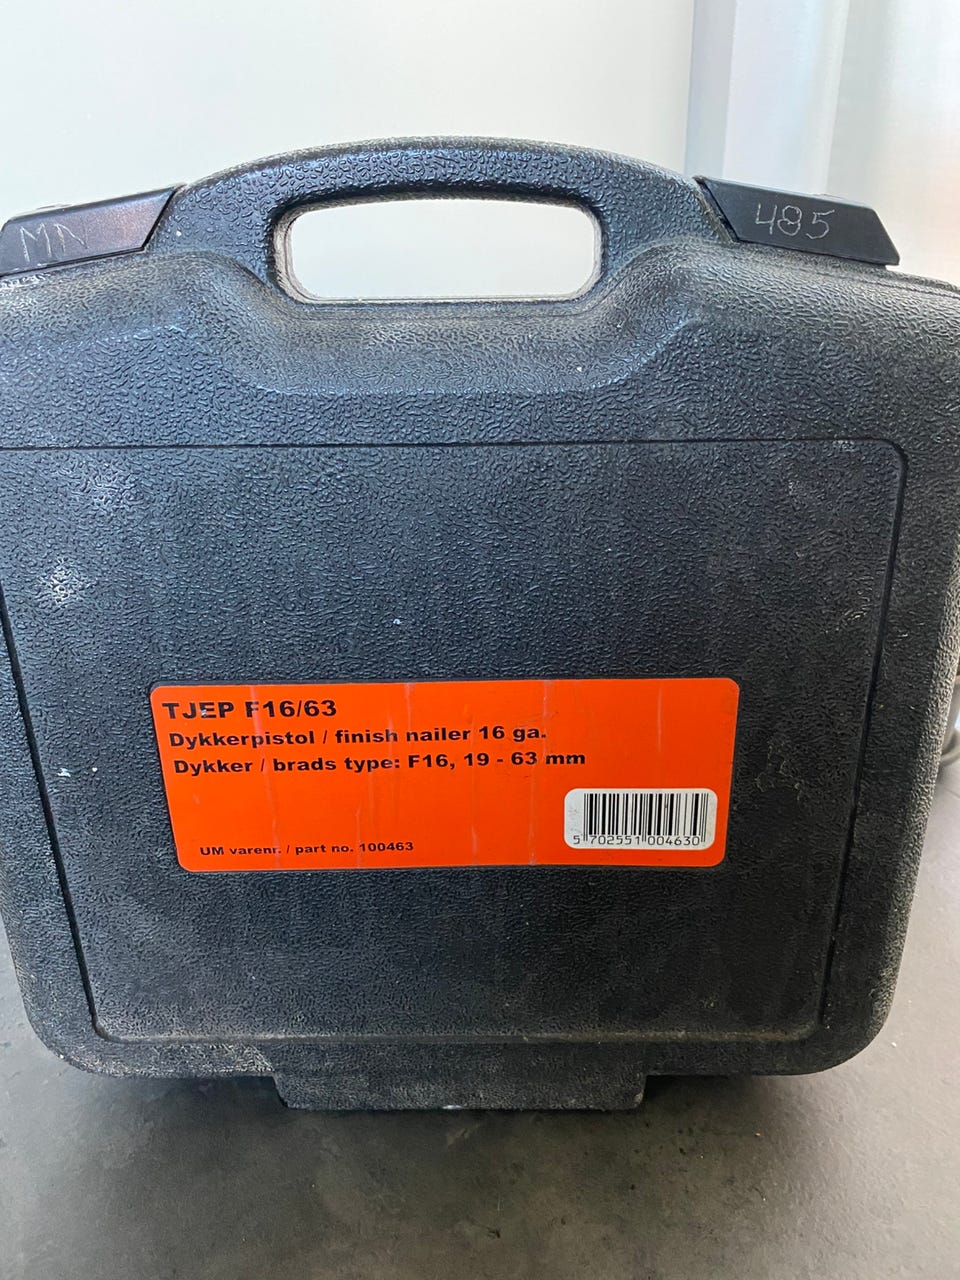 MN
485
TJEP F16/63
Dykkerpistol / finish nailer 16 ga.
Dykker / brads type: F16, 19 - 63 mm
5 702551 004630
UM varenr. / part no. 100463